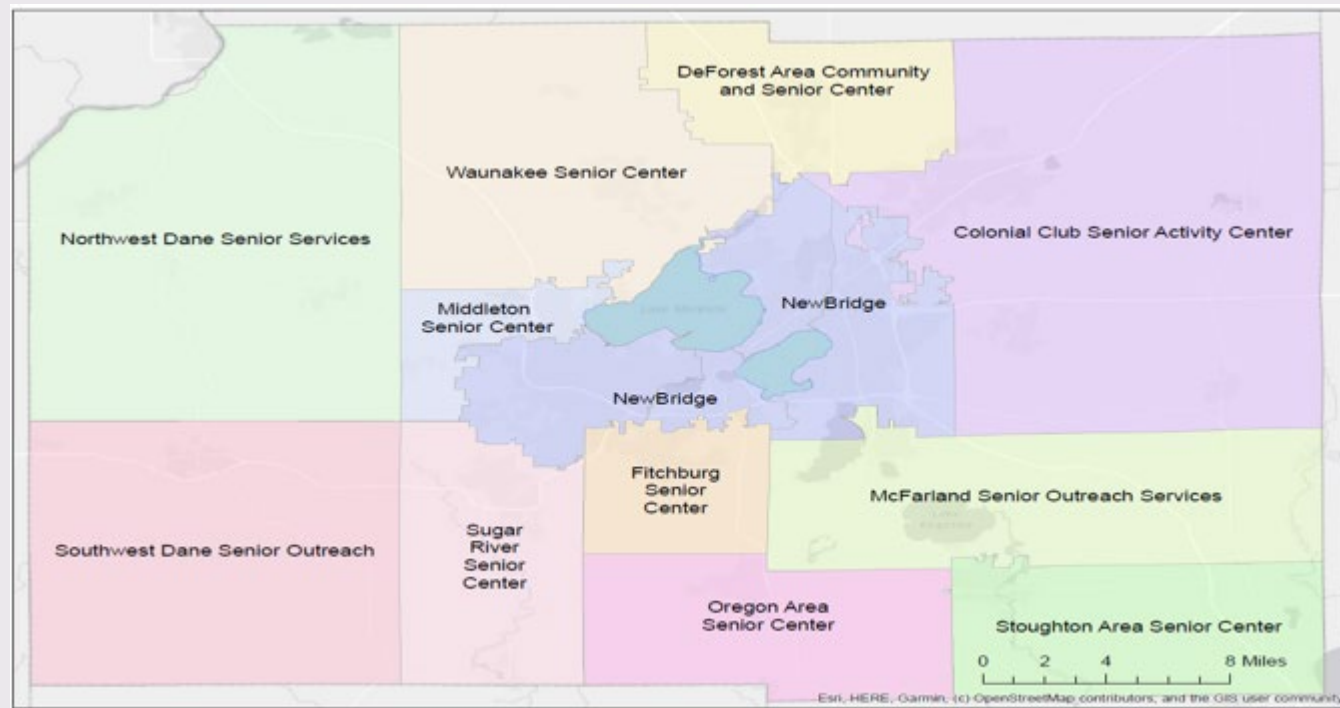 DeForest Area Community
and Senior Center
Waunakee Senior Center
Northwest Dane Senior Services
Colonial Club Senior Activity Center
Middleton
Senior Center
NewBridge
NewBridge
Fitchburg
Senior
Center
McFarland Senior Outreach Services
Southwest Dane Senior Outreach
Sugar
River
Senior
Center
Oregon Area
Senior Center
Stoughton Area Senior Center
0 2 4 8 Miles
Esri, HERE, Garmin, (c) OpenStreetMap contributors, and the GIS user community